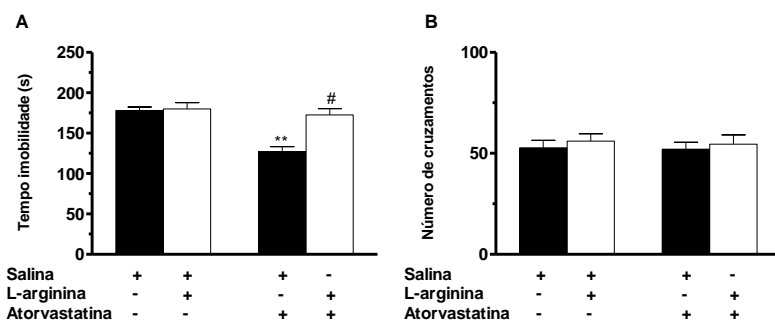 A
Tempo imobilidade (s)
250
200
150
100
50
0
**
#
Salina + + + -
L-arginina - + - +
Atorvastatina - - + +
B
Número de cruzamentos
100
50
0
Salina + + + -
L-arginina - + - +
Atorvastatina - - + +